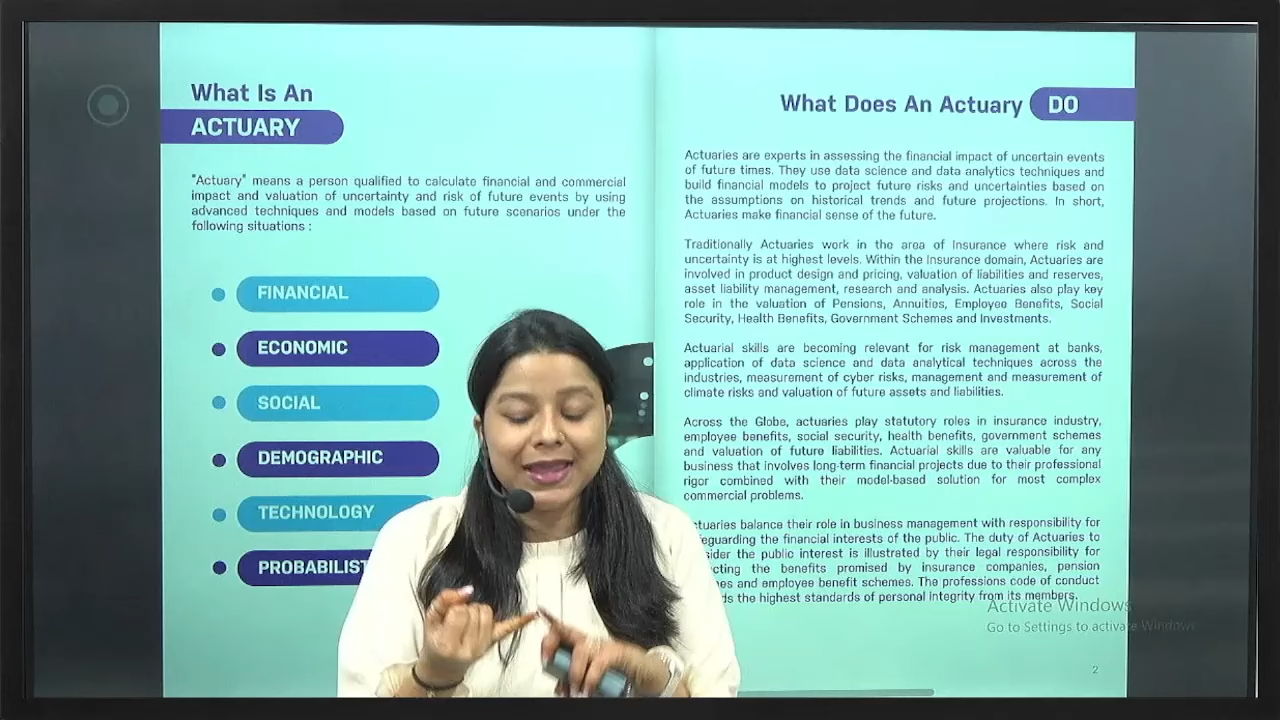 What Is An
ACTUARY
"Actuary" means a person qualified to calculate financial and commercial
impact and valuation of uncertainty and risk of future events by using
advanced techniques and models based on future scenarios under the
following situations :
FINANCIAL
ECONOMIC
SOCIAL
DEMOGRAPHIC
TECHNOLOGY
What Does An Actuary DO
Actuaries are experts in assessing the financial impact of uncertain events
of future times. They use data science and data analytics techniques and
build financial models to project future risks and uncertainties based on
the assumptions on historical trends and future projections. In short,
Actuaries make financial sense of the future.
Traditionally Actuaries work in the area of Insurance where risk and
uncertainty is at highest levels. Within the Insurance domain, Actuaries are
involved in product design and pricing, valuation of liabilities and reserves,
asset liability management, research and analysis. Actuaries also play key
role in the valuation of Pensions, Annuities, Employee Benefits, Social
Security, Health Benefits, Government Schemes and Investments.
Actuarial skills are becoming relevant for risk management at banks,
application of data science and data analytical techniques across the
industries, measurement of cyber risks, management and measurement of
climate risks and valuation of future assets and liabilities.
Across the Globe, actuaries play statutory roles in insurance industry,
employee benefits, social security, health benefits, government schemes
and valuation of future liabilities. Actuarial skills are valuable for any
business that involves long-term financial projects due to their professional
rigor combined with their model-based solution for most complex
commercial problems.
balance their role in business management with responsibility for
the financial interests of the public. The duty of Actuaries to
the public interest is illustrated by their legal responsibility for
the benefits promised by insurance companies, pension
and employee benefit schemes. The professions code of conduct
the highest standards of personal integrity from its members.
Activate Windows
Go to Settings to activate Windows.
2